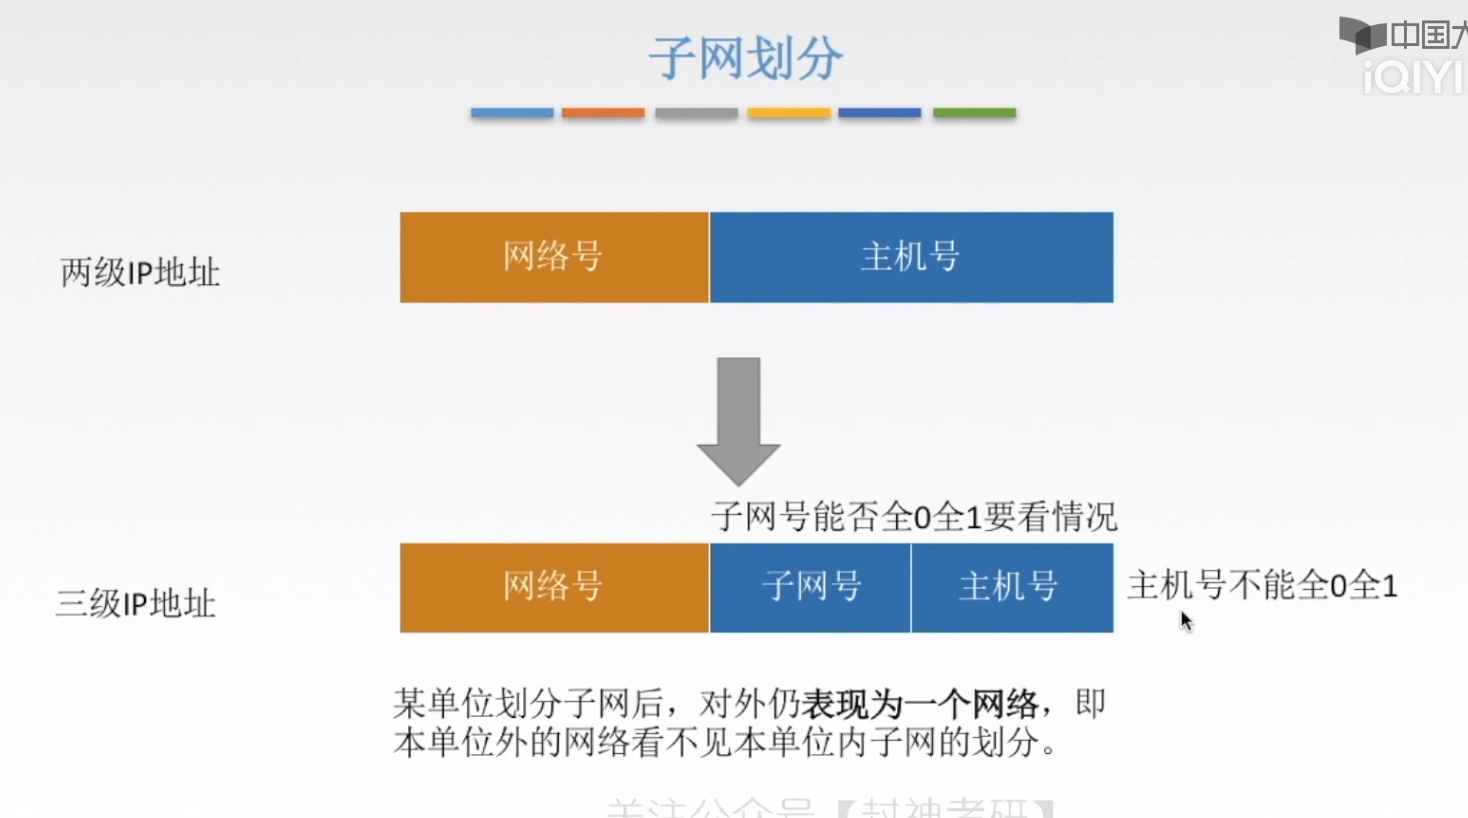 中国大
iQIYI
子网划分
两级IP地址
网络号
主机号
子网号能否全0全1要看情况
三级IP地址
网络号
子网号
主机号
主机号不能全0全1
某单位划分子网后，对外仍表现为一个网络，即
本单位外的网络看不见本单位内子网的划分。
关注公众号【封神考研】